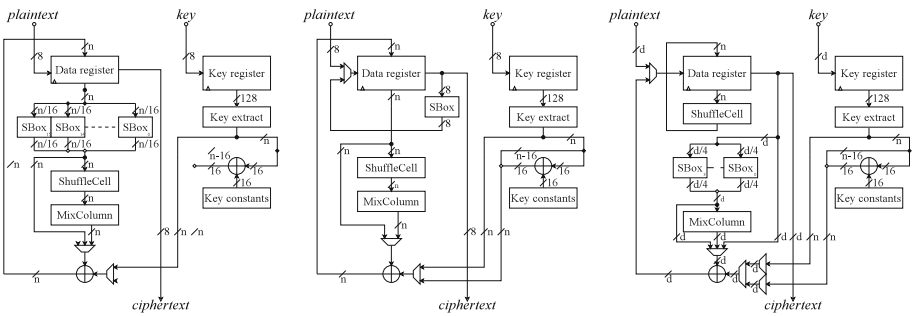 plaintext key
8 n 8
Data register Key register
n 128
n/16 n/16 n/16 Key extract
SBox SBox SBox n
n/16 n/16 n/16 n-16
n n n 16 16
ShuffleCell 16
n Key constants
MixColumn
n
8 n n
n
ciphertext
plaintext key
8 n 8
Data register Key register
8 128
SBox Key extract
n 8 n
n n-16
ShuffleCell 16 16
n 16
MixColumn Key constants
n
n 8 n n
ciphertext
plaintext key
d n d
Data register Key register
n 128
ShuffleCell Key extract
d n
d/4 d/4 n-16
SBox SBox 16 16
d/4 d/4 16
d Key constants
MixColumn
d d d d n n
d d
d d d
ciphertext